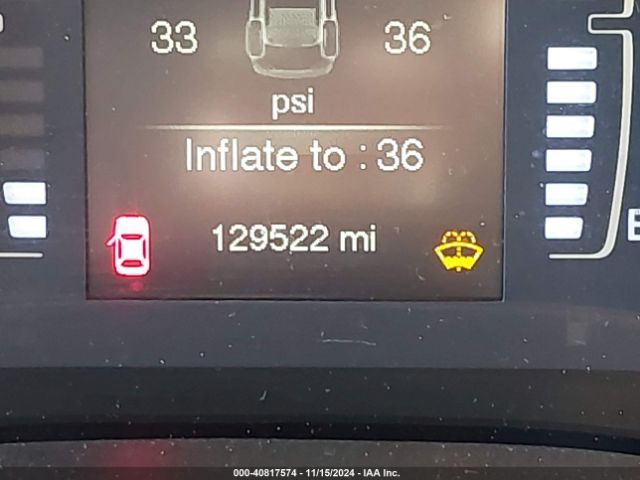 33 36
psi
Inflate to : 36
129522 mi
E
000-40817574 - 11/15/2024 - IAA Inc.